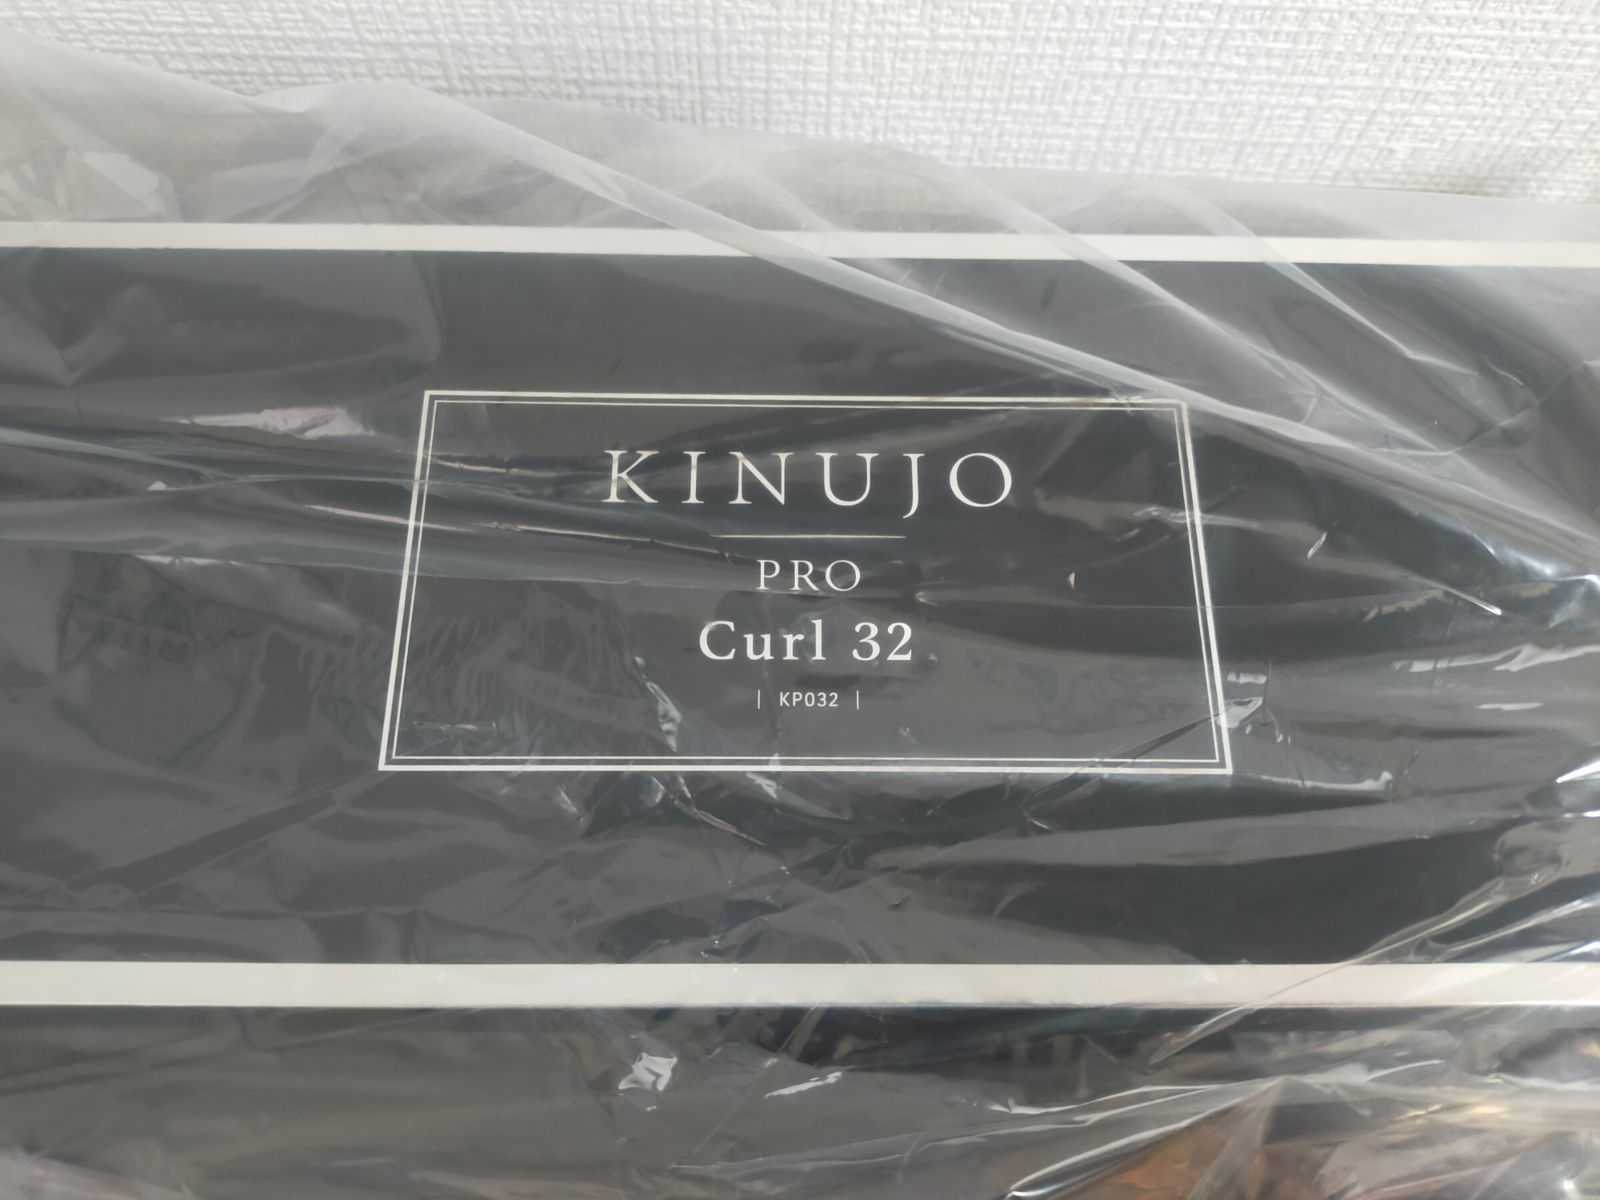 KINUJO
PRO
Curl 32
| KP032 |